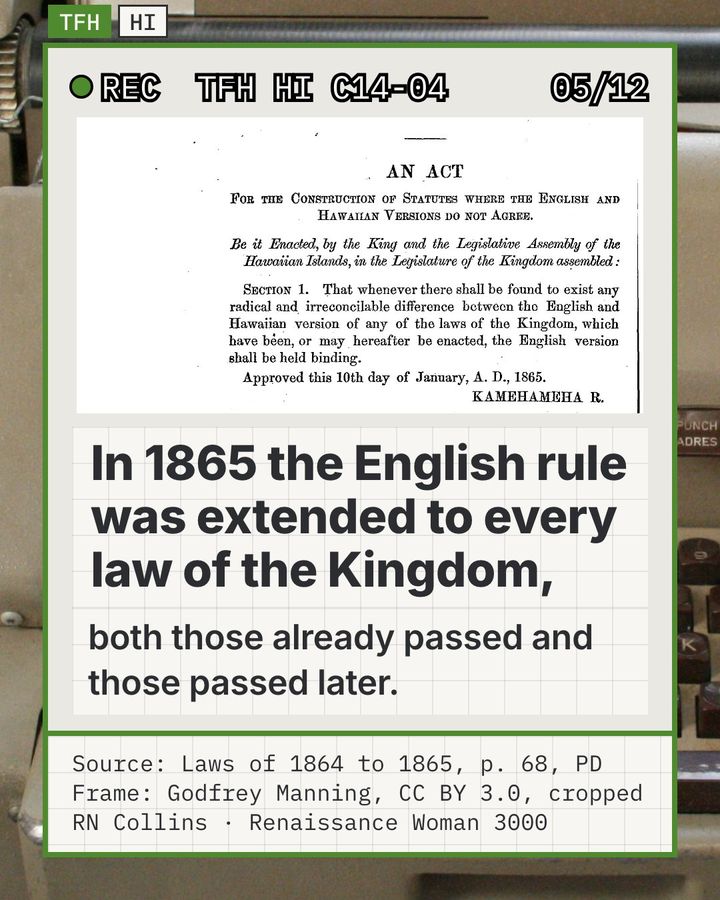 TFH HI
REC TFH HI C14-04 05/12
AN ACT
FOR THE CONSTRUCTION OF STATUTES WHERE THE ENGLISH AND
HAWAIIAN VERSIONS DO NOT AGREE.
Be it Enacted, by the King and the Legislative Assembly of the
Hawaiian Islands, in the Legislature of the Kingdom assembled:
SECTION 1. That whenever there shall be found to exist any
radical and irreconcilable difference between the English and
Hawaiian version of any of the laws of the Kingdom, which
have been, or may hereafter be enacted, the English version
shall be held binding.
Approved this 10th day of January, A. D., 1865.
KAMEHAMEHA R.
In 1865 the English rule
was extended to every
law of the Kingdom,
both those already passed and
those passed later.
PUNCH
ADRES
K
Source: Laws of 1864 to 1865, p. 68, PD
Frame: Godfrey Manning, CC BY 3.0, cropped
RN Collins · Renaissance Woman 3000